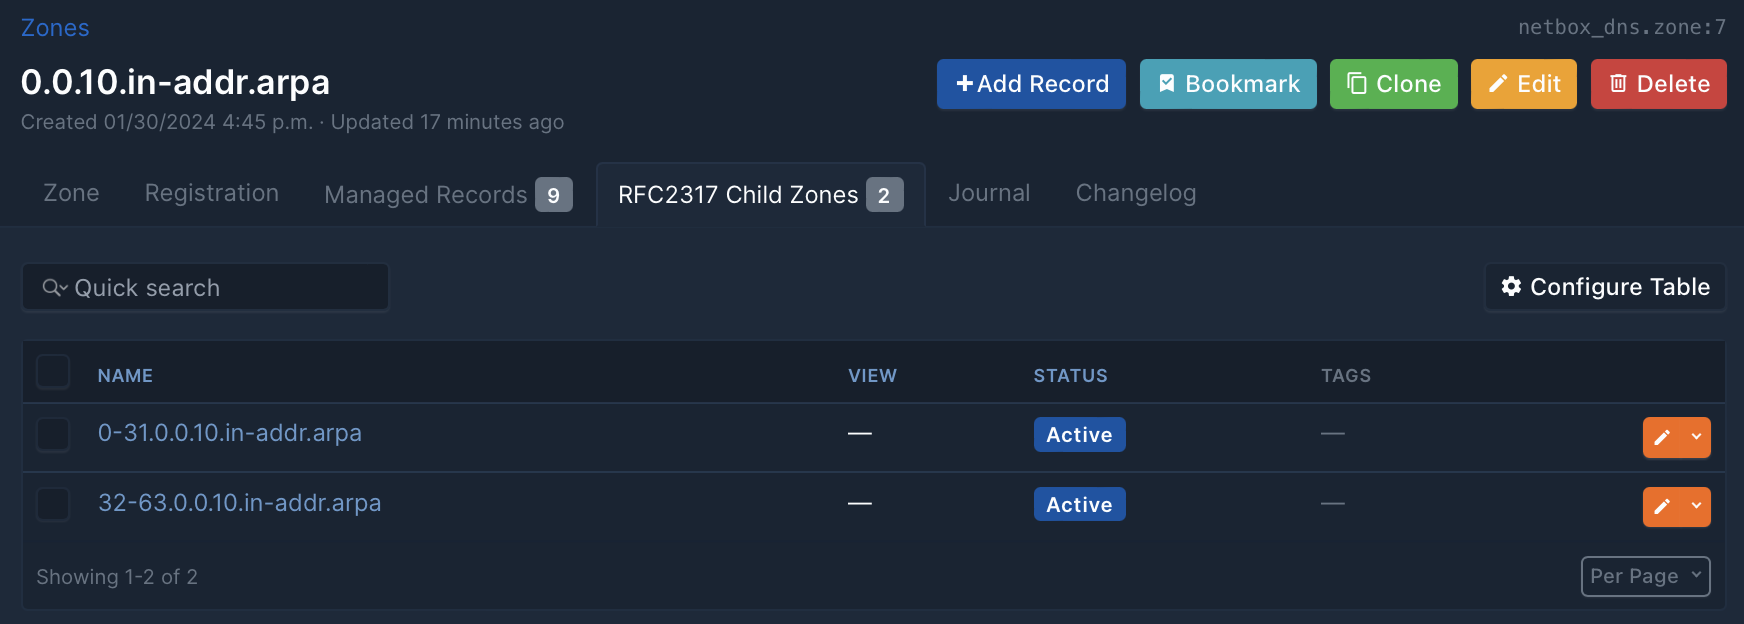 Zones
netbox_dns.zone:7
0.0.10.in-addr.arpa
+Add Record
Bookmark
Clone
Edit
Delete
Created 01/30/2024 4:45 p.m. · Updated 17 minutes ago
Zone
Registration
Managed Records 9
RFC2317 Child Zones 2
Journal
Changelog
Quick search
Configure Table
NAME VIEW STATUS TAGS
0-31.0.0.10.in-addr.arpa — Active —
32-63.0.0.10.in-addr.arpa — Active —
Showing 1-2 of 2
Per Page